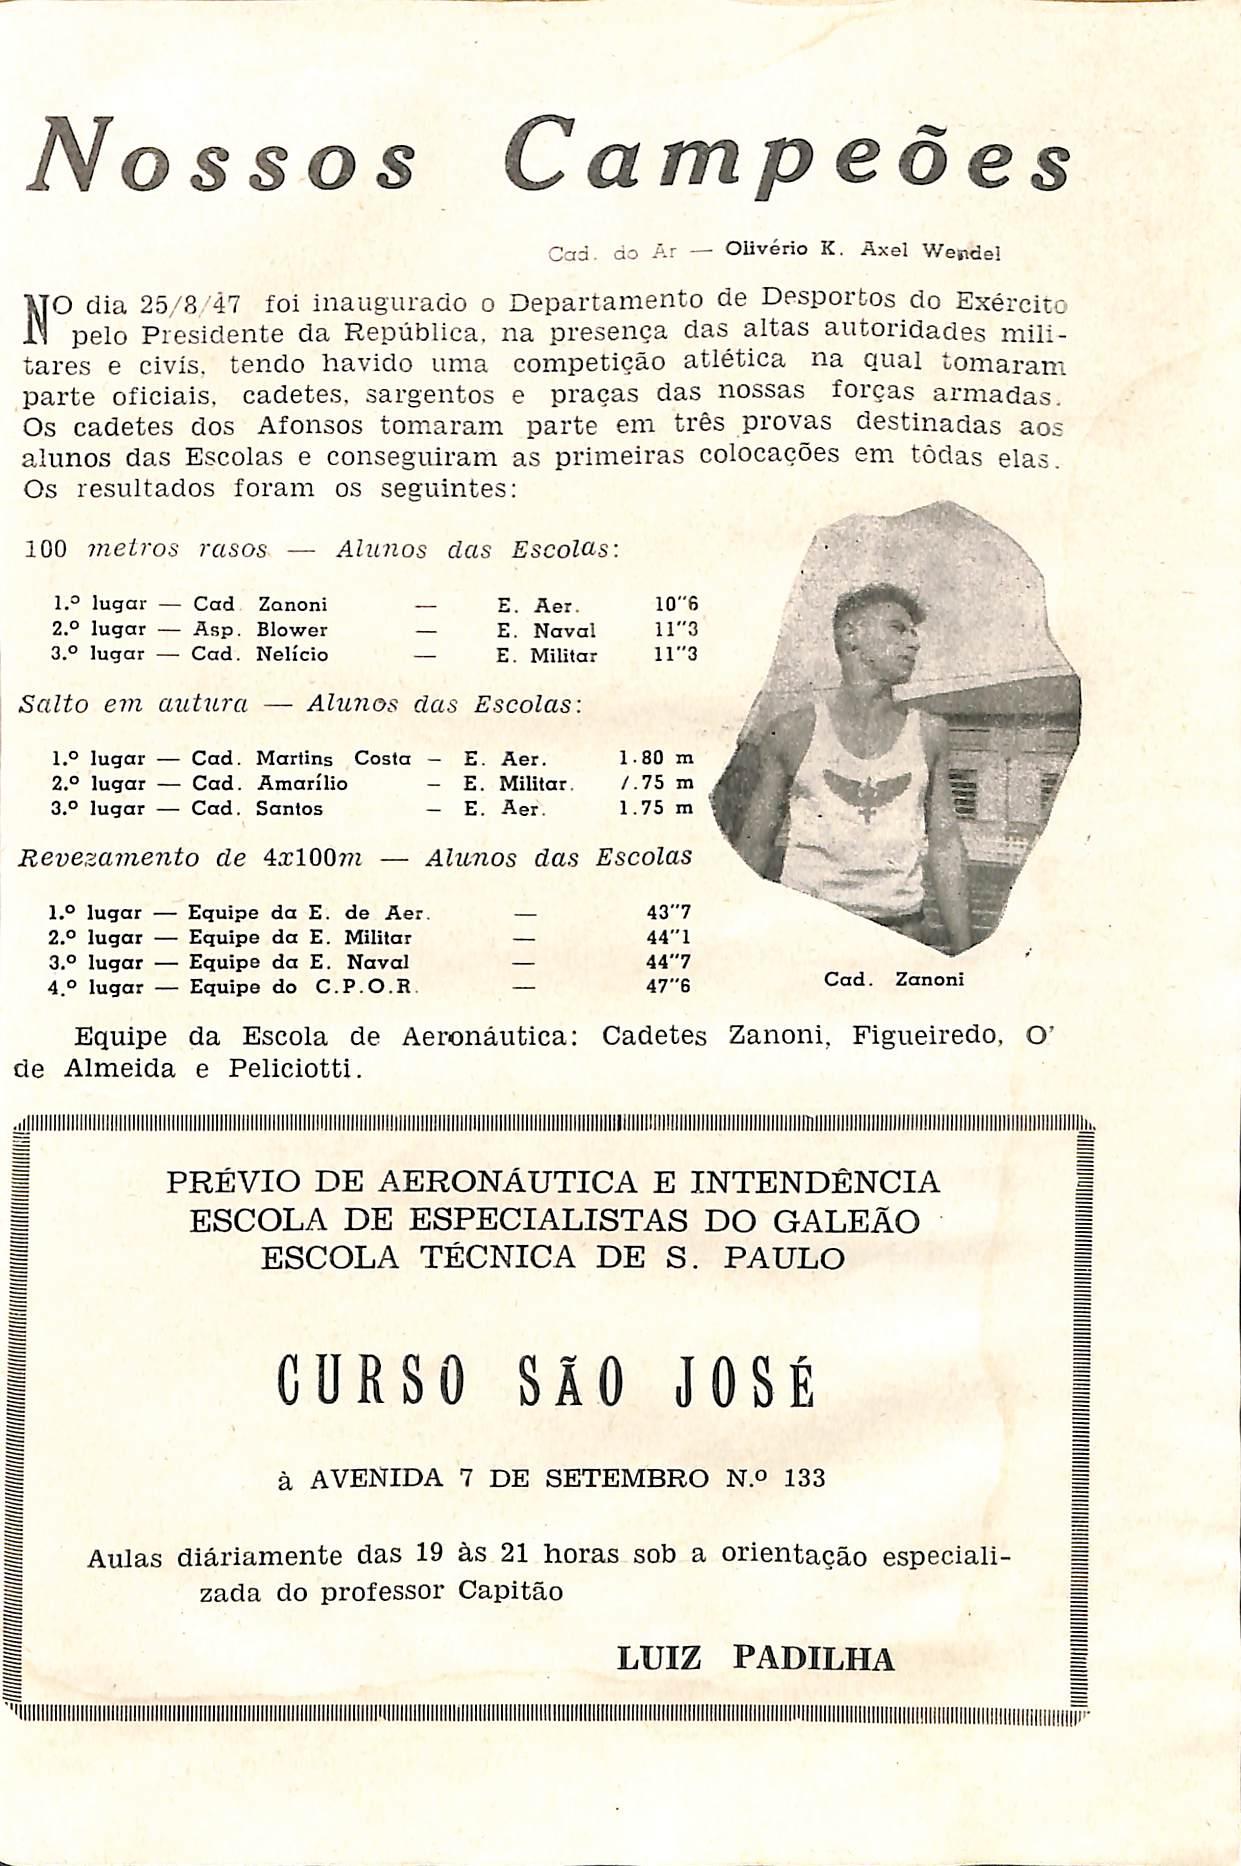 Nossos Campeões
Cad. do Ar — Olivério K. Axel Wendel
NO dia 25/8/47 foi inaugurado o Departamento de Desportos do Exército
pelo Presidente da República, na presença das altas autoridades mili-
tares e civís, tendo havido uma competição atlética na qual tomaram
parte oficiais, cadetes, sargentos e praças das nossas forças armadas.
Os cadetes dos Afonsos tomaram parte em três provas destinadas aos
alunos das Escolas e conseguiram as primeiras colocações em tôdas elas.
Os resultados foram os seguintes:
100 metros rasos — Alunos das Escolas:
1.º lugar — Cad. Zanoni — E. Aer. 10"6
2.º lugar — Asp. Blower — E. Naval 11"3
3.º lugar — Cad. Nelício — E. Militar 11"3
Salto em autura — Alunos das Escolas:
1.º lugar — Cad. Martins Costa — E. Aer. 1.80 m
2.º lugar — Cad. Amarílio — E. Militar. 1.75 m
3.º lugar — Cad. Santos — E. Aer. 1.75 m
Revezamento de 4x100m — Alunos das Escolas
1.º lugar — Equipe da E. de Aer. — 43"7
2.º lugar — Equipe da E. Militar — 44"1
3.º lugar — Equipe da E. Naval — 44"7
4.º lugar — Equipe do C.P.O.R. — 47"6
Cad. Zanoni
Equipe da Escola de Aeronáutica: Cadetes Zanoni, Figueiredo, O'
de Almeida e Peliciotti.
PRÉVIO DE AERONÁUTICA E INTENDÊNCIA
ESCOLA DE ESPECIALISTAS DO GALEÃO
ESCOLA TÉCNICA DE S. PAULO
CURSO SÃO JOSÉ
à AVENIDA 7 DE SETEMBRO N.º 133
Aulas diáriamente das 19 às 21 horas sob a orientação especiali-
zada do professor Capitão
LUIZ PADILHA